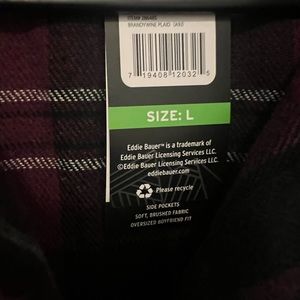 BRANDYWINE PLAID
7 19408 12032 5
SIZE: L
Eddie Bauer™ is a trademark of
Eddie Bauer Licensing Services LLC.
©Eddie Bauer Licensing Services LLC.
eddiebauer.com
Please recycle
SIDE POCKETS
SOFT, BRUSHED FABRIC
OVERSIZED BOYFRIEND FIT